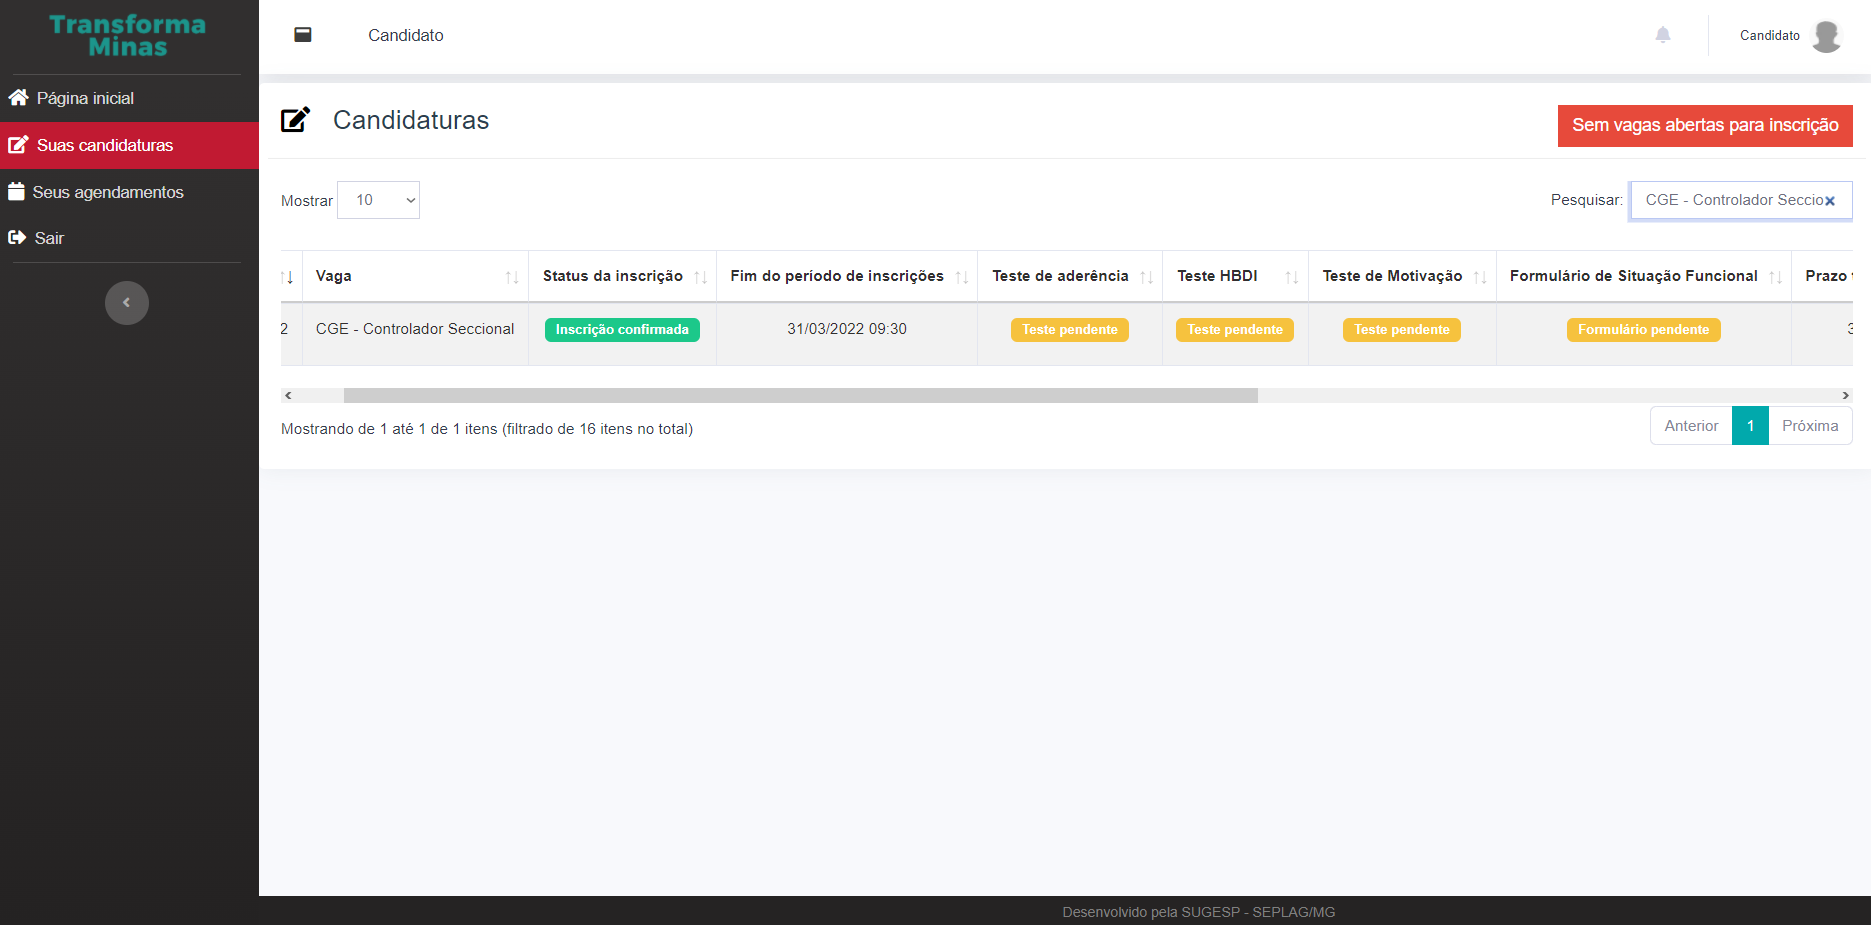 Transforma
Minas
Página inicial
Suas candidaturas
Seus agendamentos
Sair
Candidato
Candidato
Candidaturas
Sem vagas abertas para inscrição
Mostrar 10
Pesquisar: CGE - Controlador Seccio
Vaga Status da inscrição Fim do período de inscrições Teste de aderência Teste HBDI Teste de Motivação Formulário de Situação Funcional Prazo
2 CGE - Controlador Seccional Inscrição confirmada 31/03/2022 09:30 Teste pendente Teste pendente Teste pendente Formulário pendente 3
Mostrando de 1 até 1 de 1 itens (filtrado de 16 itens no total)
Anterior 1 Próxima
Desenvolvido pela SUGESP - SEPLAG/MG